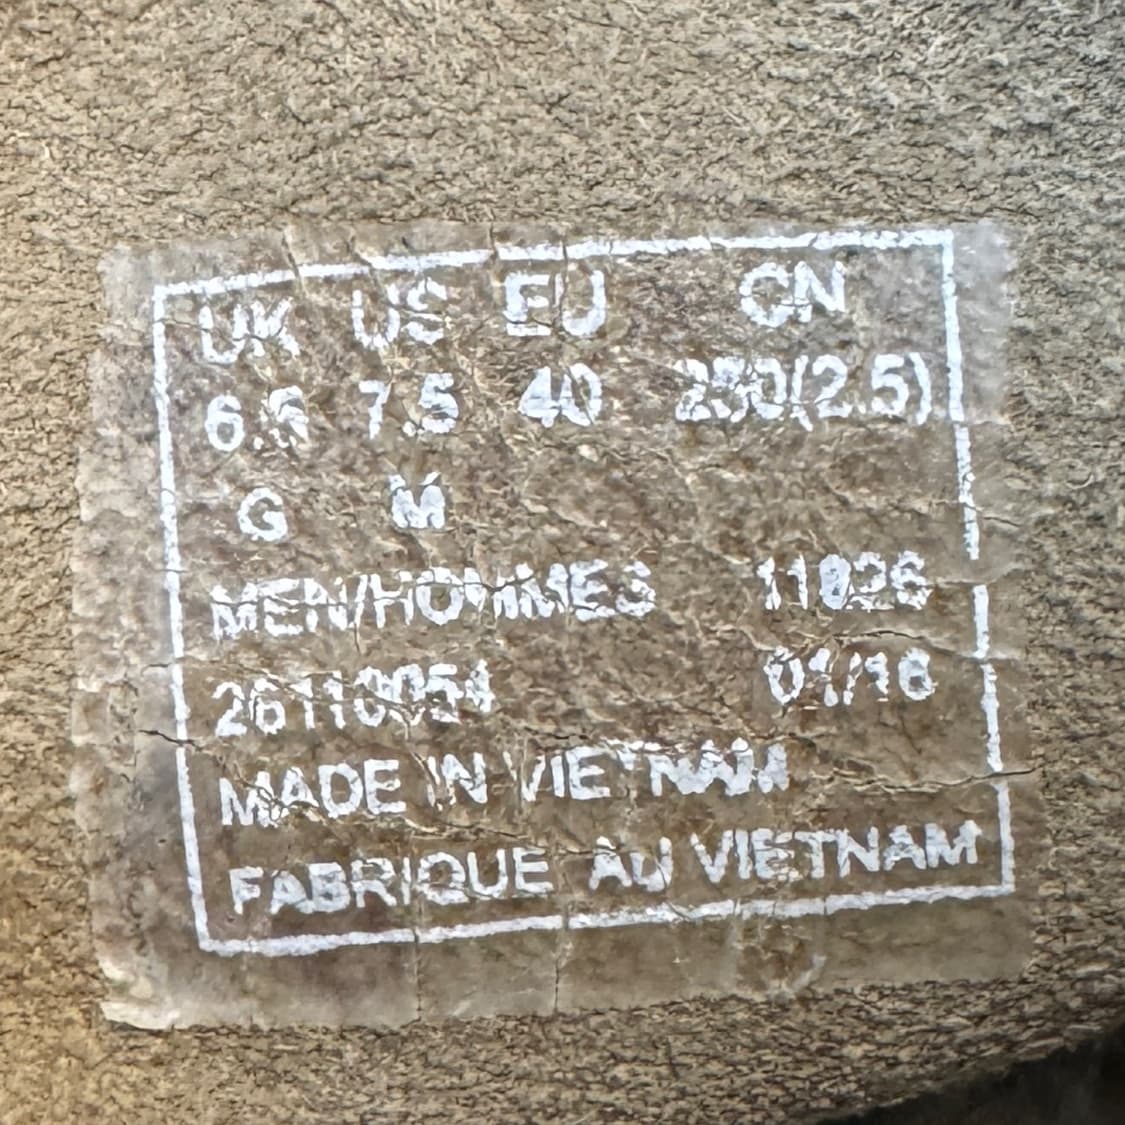 UK US EU CN
6.5 7.5 40 250(2.5)
G M
MEN/HOMMES
26110054 01/16
MADE IN VIETNAM
FABRIQUE AU VIETNAM